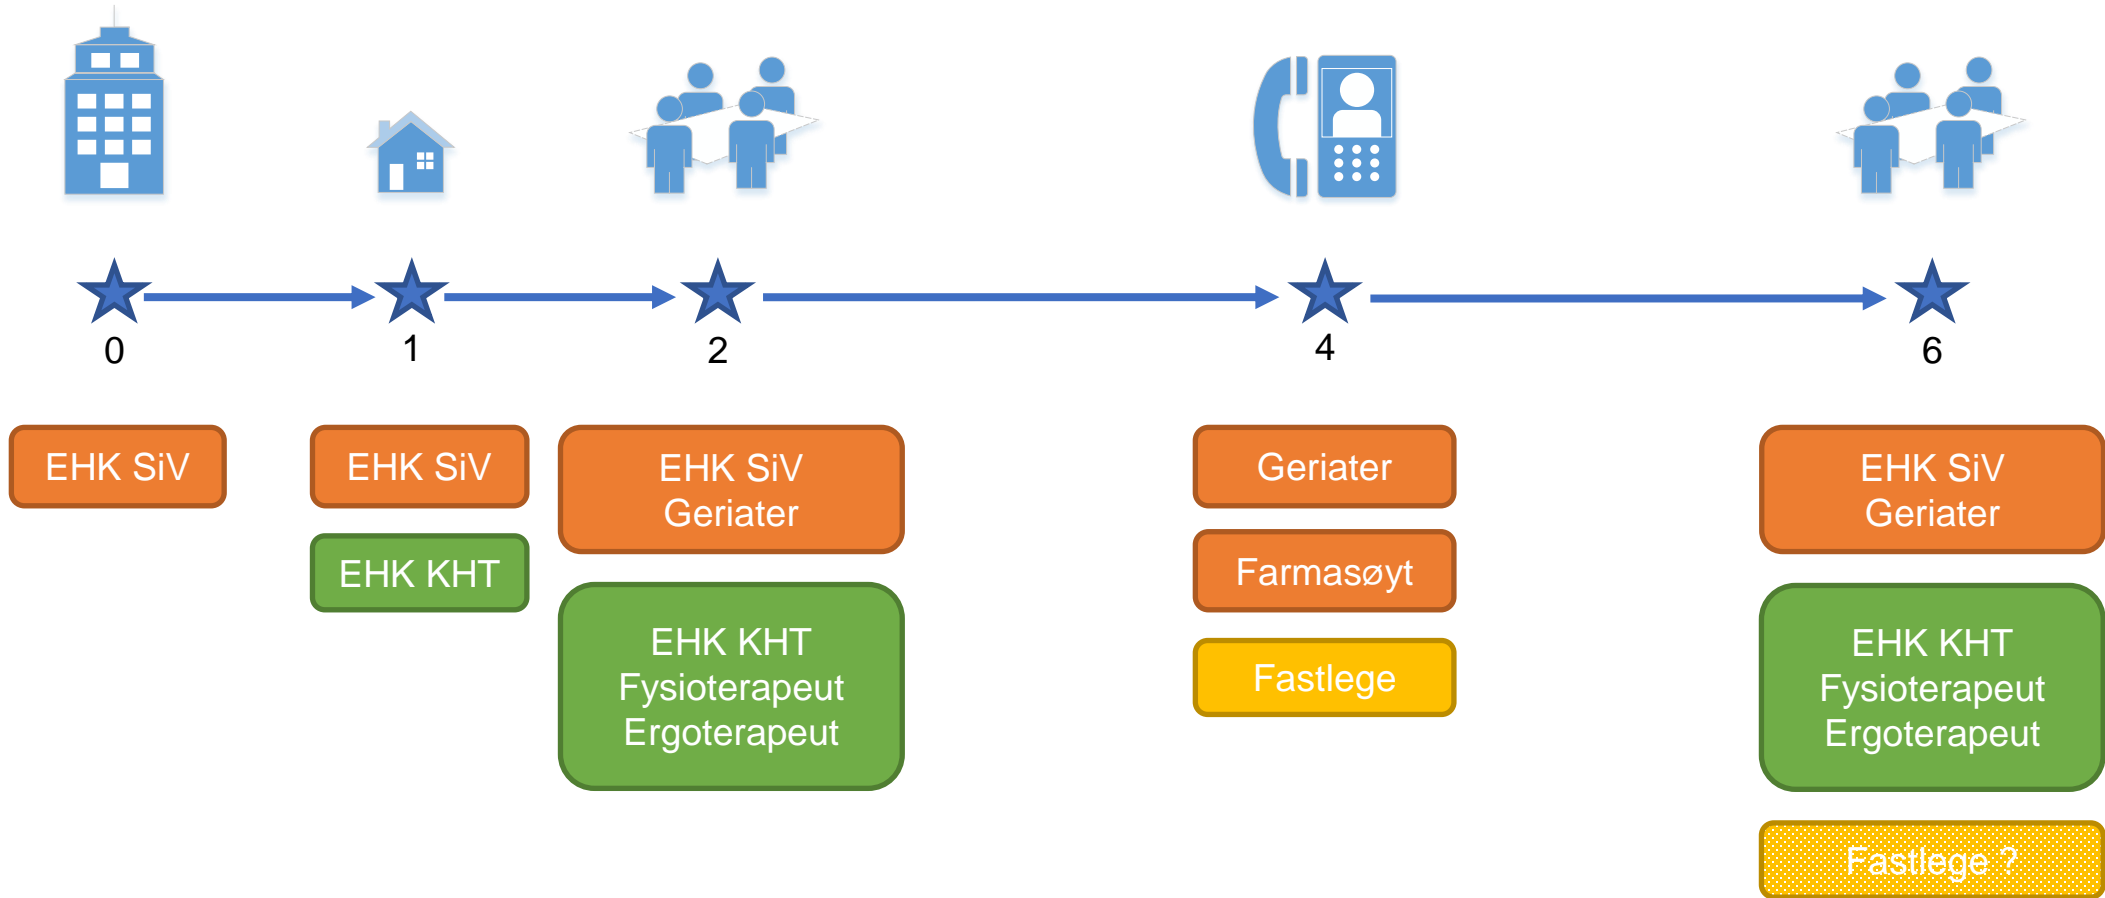 0
1
2
4
6
EHK SiV
EHK SiV
EHK KHT
EHK SiV
Geriater
EHK KHT
Fysioterapeut
Ergoterapeut
Geriater
Farmasøyt
Fastlege
EHK SiV
Geriater
EHK KHT
Fysioterapeut
Ergoterapeut
Fastlege ?